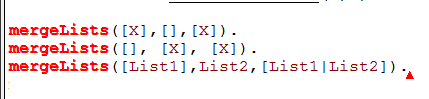 mergeLists([X],[],[X]).
mergeLists([], [X], [X]).
mergeLists([List1],List2,[List1|List2]).